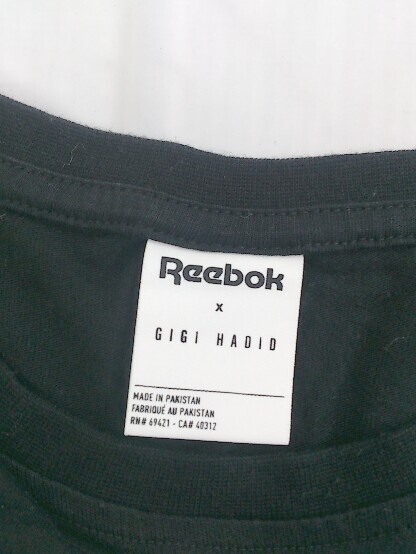 Reebok
x
GIGI HADID
MADE IN PAKISTAN
FABRIQUÉ AU PAKISTAN
RN# 69421 - CA# 40312